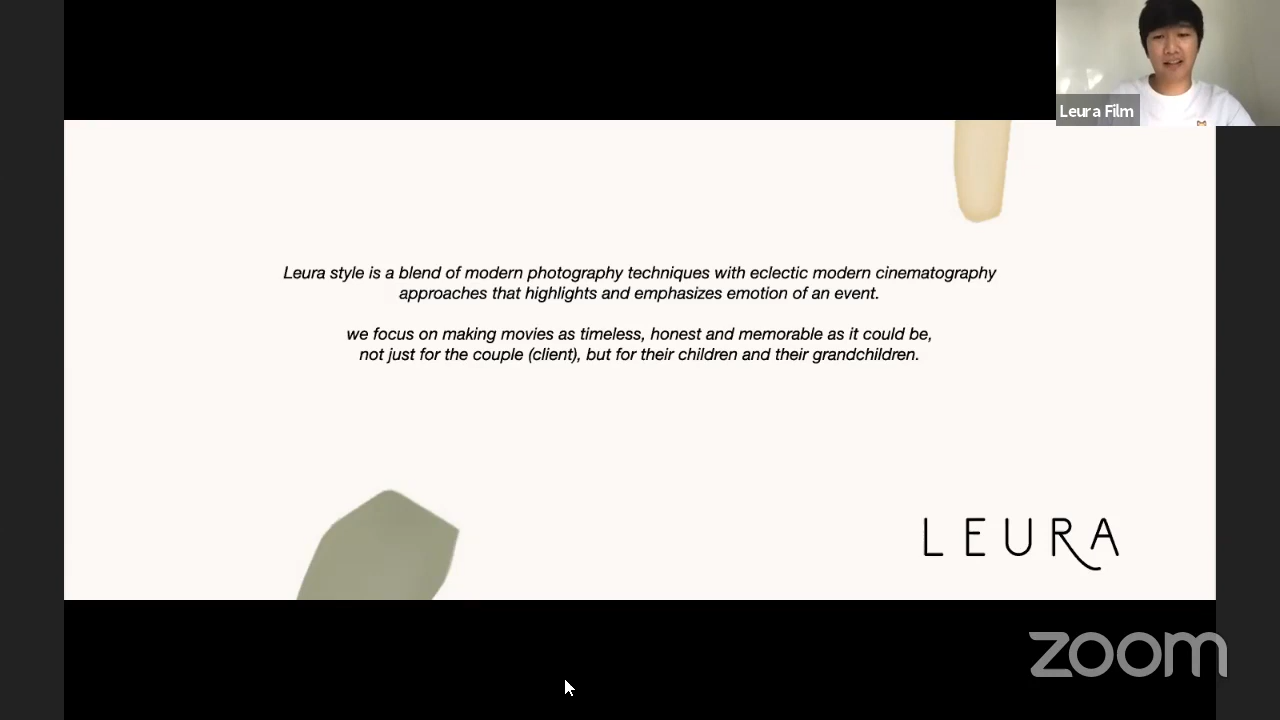 Leura Film
Leura style is a blend of modern photography techniques with eclectic modern cinematography
approaches that highlights and emphasizes emotion of an event.
we focus on making movies as timeless, honest and memorable as it could be,
not just for the couple (client), but for their children and their grandchildren.
LEURA
zoom